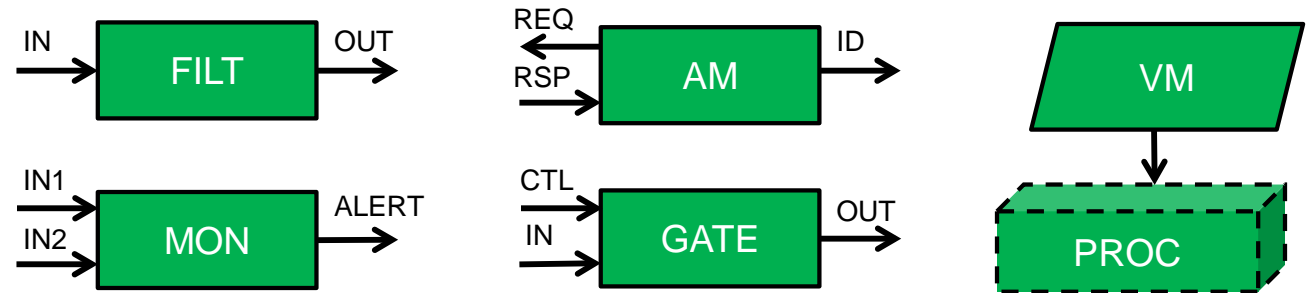 IN
FILT
OUT
REQ
RSP
AM
ID
VM
IN1
IN2
MON
ALERT
CTL
IN
GATE
OUT
PROC